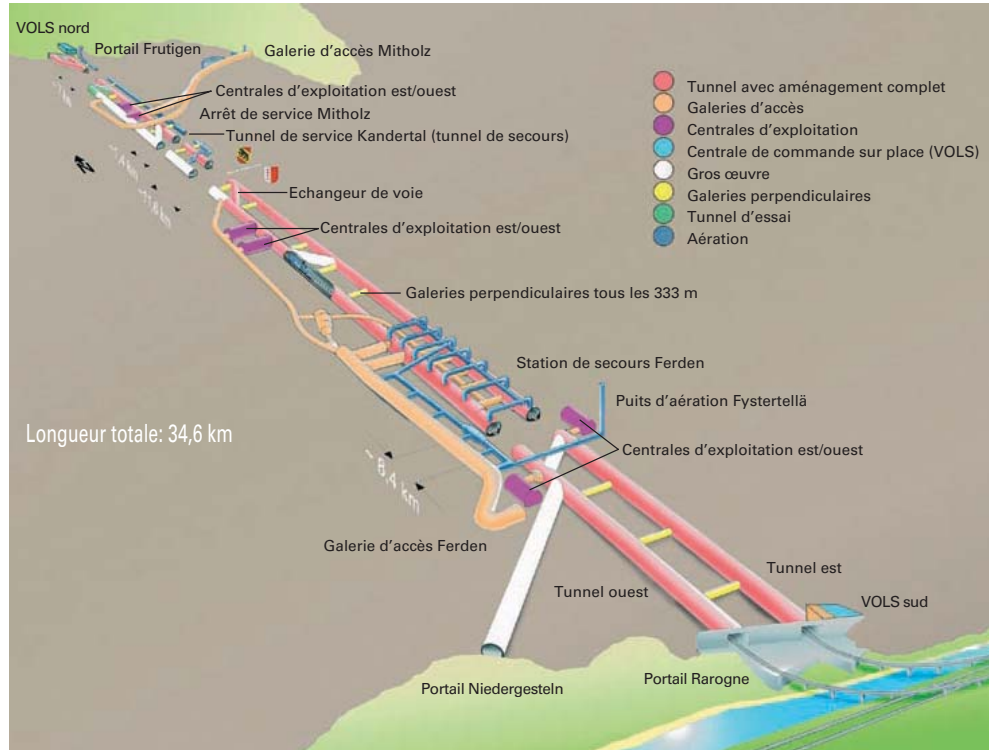 VOLS nord
Portail Frutigen
Galerie d'accès Mitholz
Centrales d'exploitation est/ouest
Arrêt de service Mitholz
Tunnel de service Kandertal (tunnel de secours)
Tunnel avec aménagement complet
Galeries d'accès
Centrales d'exploitation
Centrale de commande sur place (VOLS)
Gros œuvre
Galeries perpendiculaires
Tunnel d'essai
Aération
Echangeur de voie
Centrales d'exploitation est/ouest
Galeries perpendiculaires tous les 333 m
Station de secours Ferden
Puits d'aération Fystertellä
Longueur totale: 34,6 km
Centrales d'exploitation est/ouest
~ 8,4 km
Galerie d'accès Ferden
Tunnel est
Tunnel ouest
VOLS sud
Portail Rarogne
Portail Niedergesteln